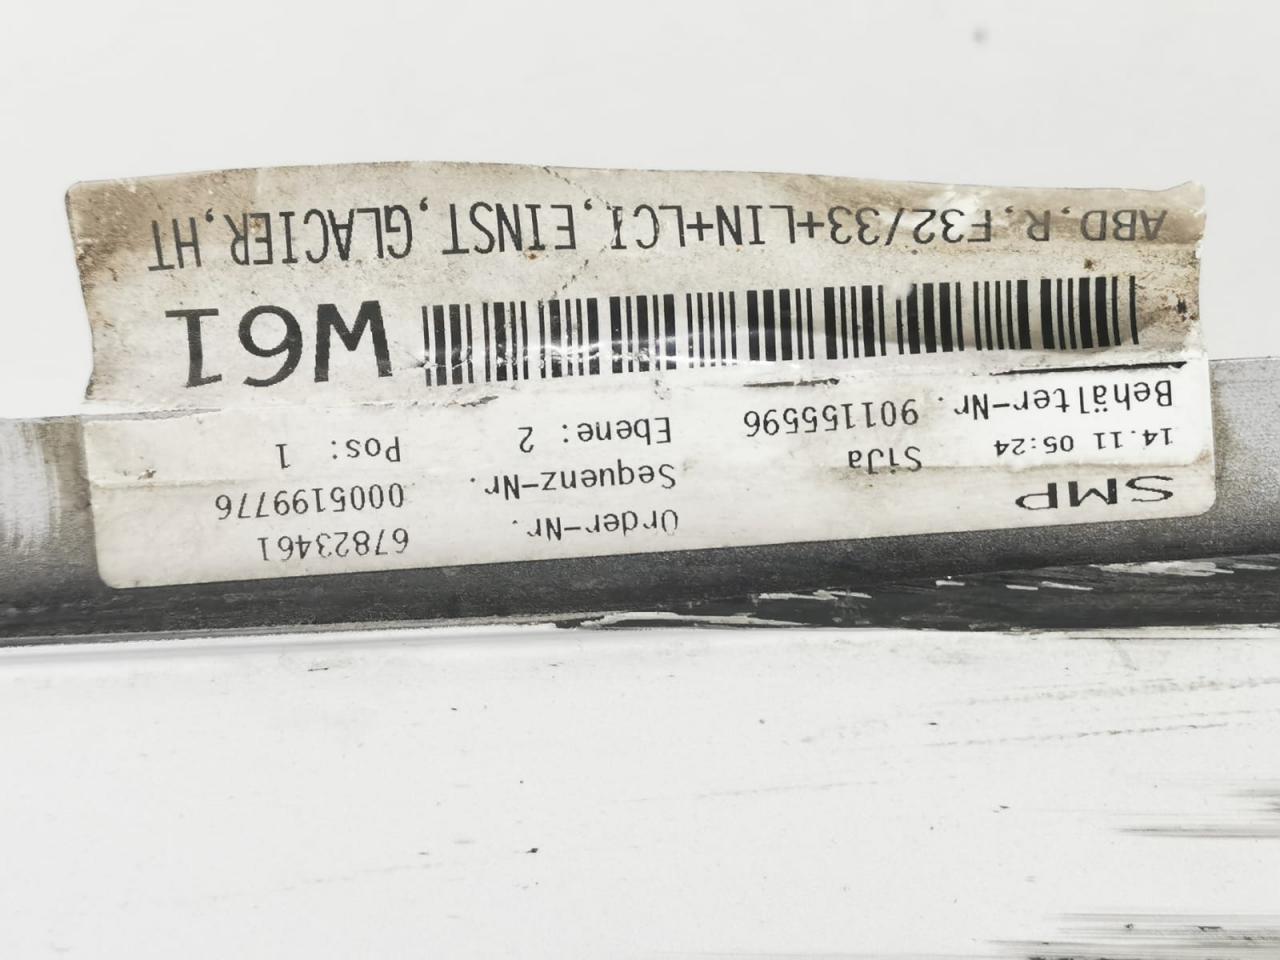 SMP Order-Nr. 67823461
14.11 05:24 SiJa Sequenz-Nr. 0005199776
Behälter-Nr. 901155596 Ebene: 2 Pos: 1
W61
ABD,R,F32/33+LIN+LCI,EINST,GLACIER,HT